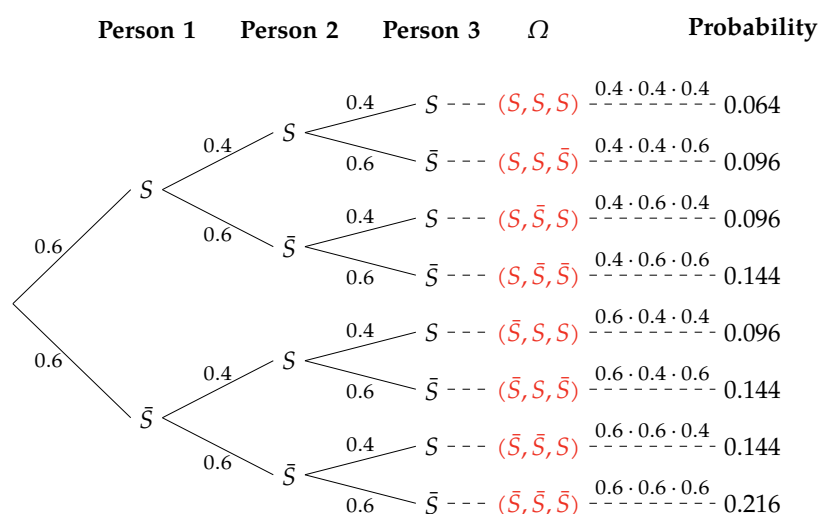 Person 1 Person 2 Person 3 Ω Probability
0.4 S (S, S, S) 0.4 · 0.4 · 0.4 0.064
0.4 S
0.6 S̄ (S, S, S̄) 0.4 · 0.4 · 0.6 0.096
0.6 S
0.4 S (S, S̄, S) 0.4 · 0.6 · 0.4 0.096
0.6 S̄
0.6 S̄ (S, S̄, S̄) 0.4 · 0.6 · 0.6 0.144
0.4 S (S̄, S, S) 0.6 · 0.4 · 0.4 0.096
0.4 S
0.6 S̄ (S̄, S, S̄) 0.6 · 0.4 · 0.6 0.144
0.6 S̄
0.4 S (S̄, S̄, S) 0.6 · 0.6 · 0.4 0.144
0.6 S̄
0.6 S̄ (S̄, S̄, S̄) 0.6 · 0.6 · 0.6 0.216